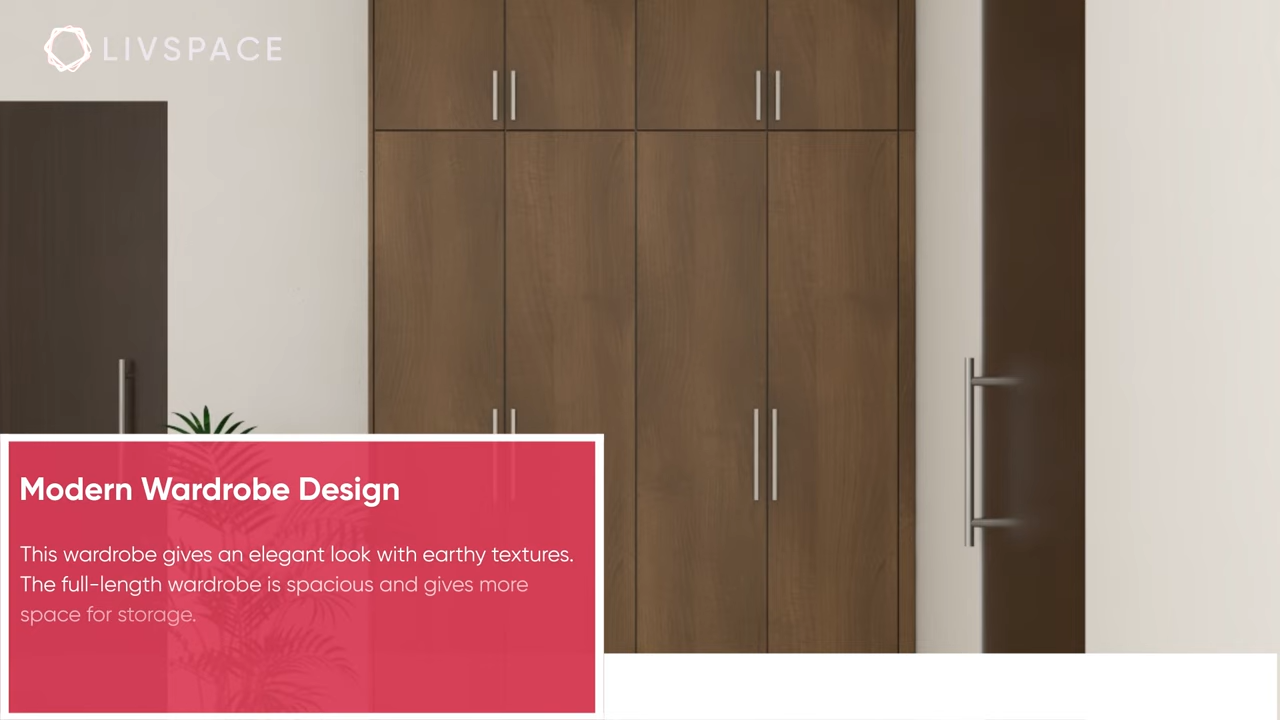 LIVSPACE
Modern Wardrobe Design
This wardrobe gives an elegant look with earthy textures.
The full-length wardrobe is spacious and gives more
space for storage.